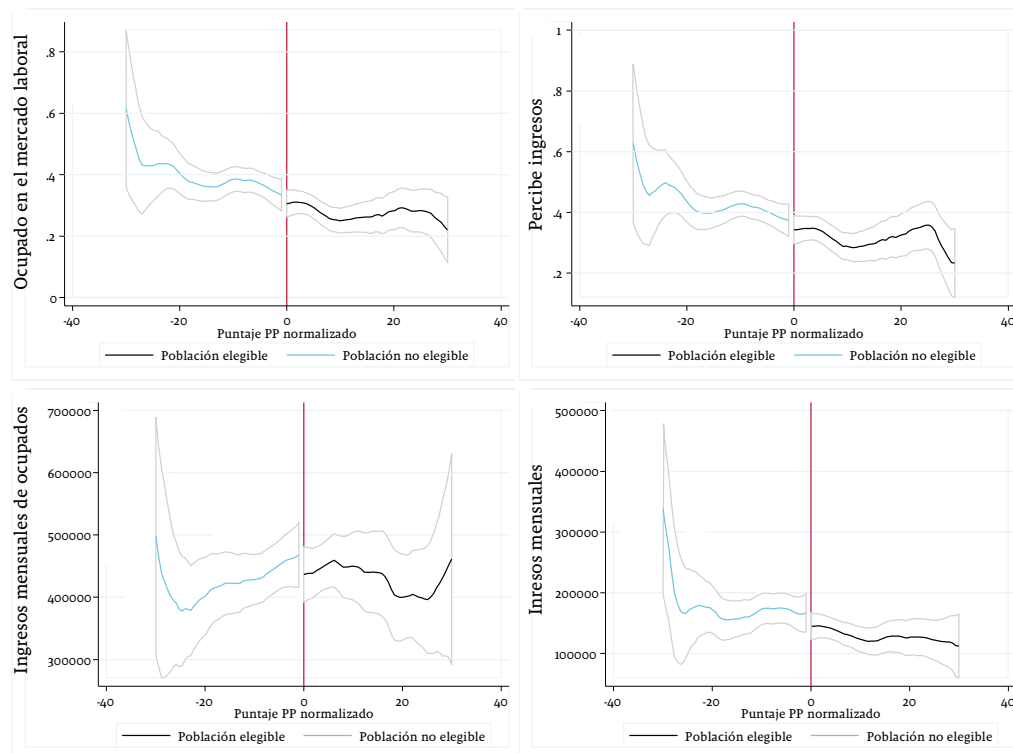 Ocupado en el mercado laboral
.8
.6
.4
.2
0
-40 -20 0 20 40
Puntaje PP normalizado
Población elegible Población no elegible
Percibe ingresos
1
.8
.6
.4
.2
-40 -20 0 20 40
Puntaje PP normalizado
Población elegible Población no elegible
Ingresos mensuales de ocupados
700000
600000
500000
400000
300000
-40 -20 0 20 40
Puntaje PP normalizado
Población elegible Población no elegible
Inresos mensuales
500000
400000
300000
200000
100000
-40 -20 0 20 40
Puntaje PP normalizado
Población elegible Población no elegible